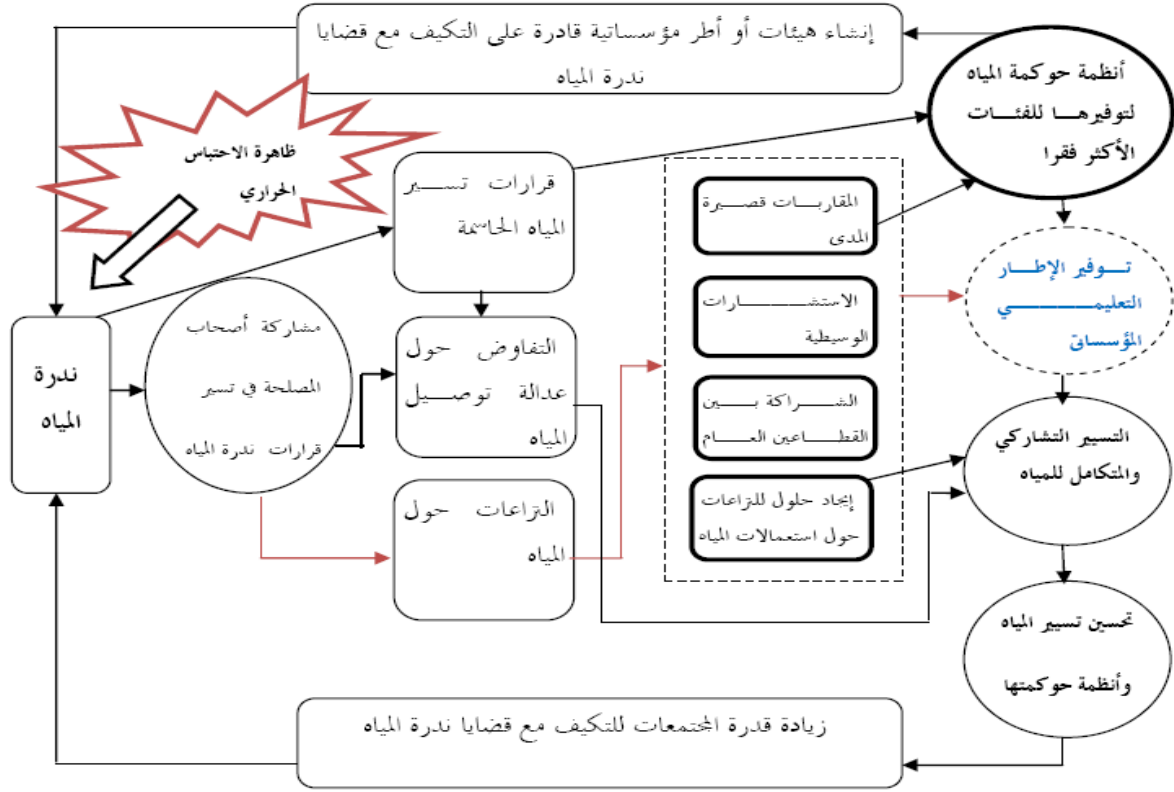 إنشاء هيئات أو أطر مؤسساتية قادرة على التكيف مع قضايا
ندرة المياه
أنظمة حوكمة المياه
لتوفيرها للفئات
الأكثر فقرا
ظاهرة الاحتباس
الحراري
قرارات تسير
المياه الحاسمة
المقاربات قصيرة
المدى
توفير الإطار
التعليمي
المؤسساتي
الاستشارات
الوسيطية
ندرة
المياه
مشاركة أصحاب
المصلحة في تسير
قرارات ندرة المياه
التفاوض حول
عدالة توصيل
المياه
الشراكة بين
القطاعين العام
التسيير التشاركي
والمتكامل للمياه
النزاعات حول
المياه
إيجاد حلول للنزاعات
حول استعمالات المياه
تحسين تسيير المياه
وأنظمة حوكمتها
زيادة قدرة المجتمعات للتكيف مع قضايا ندرة المياه